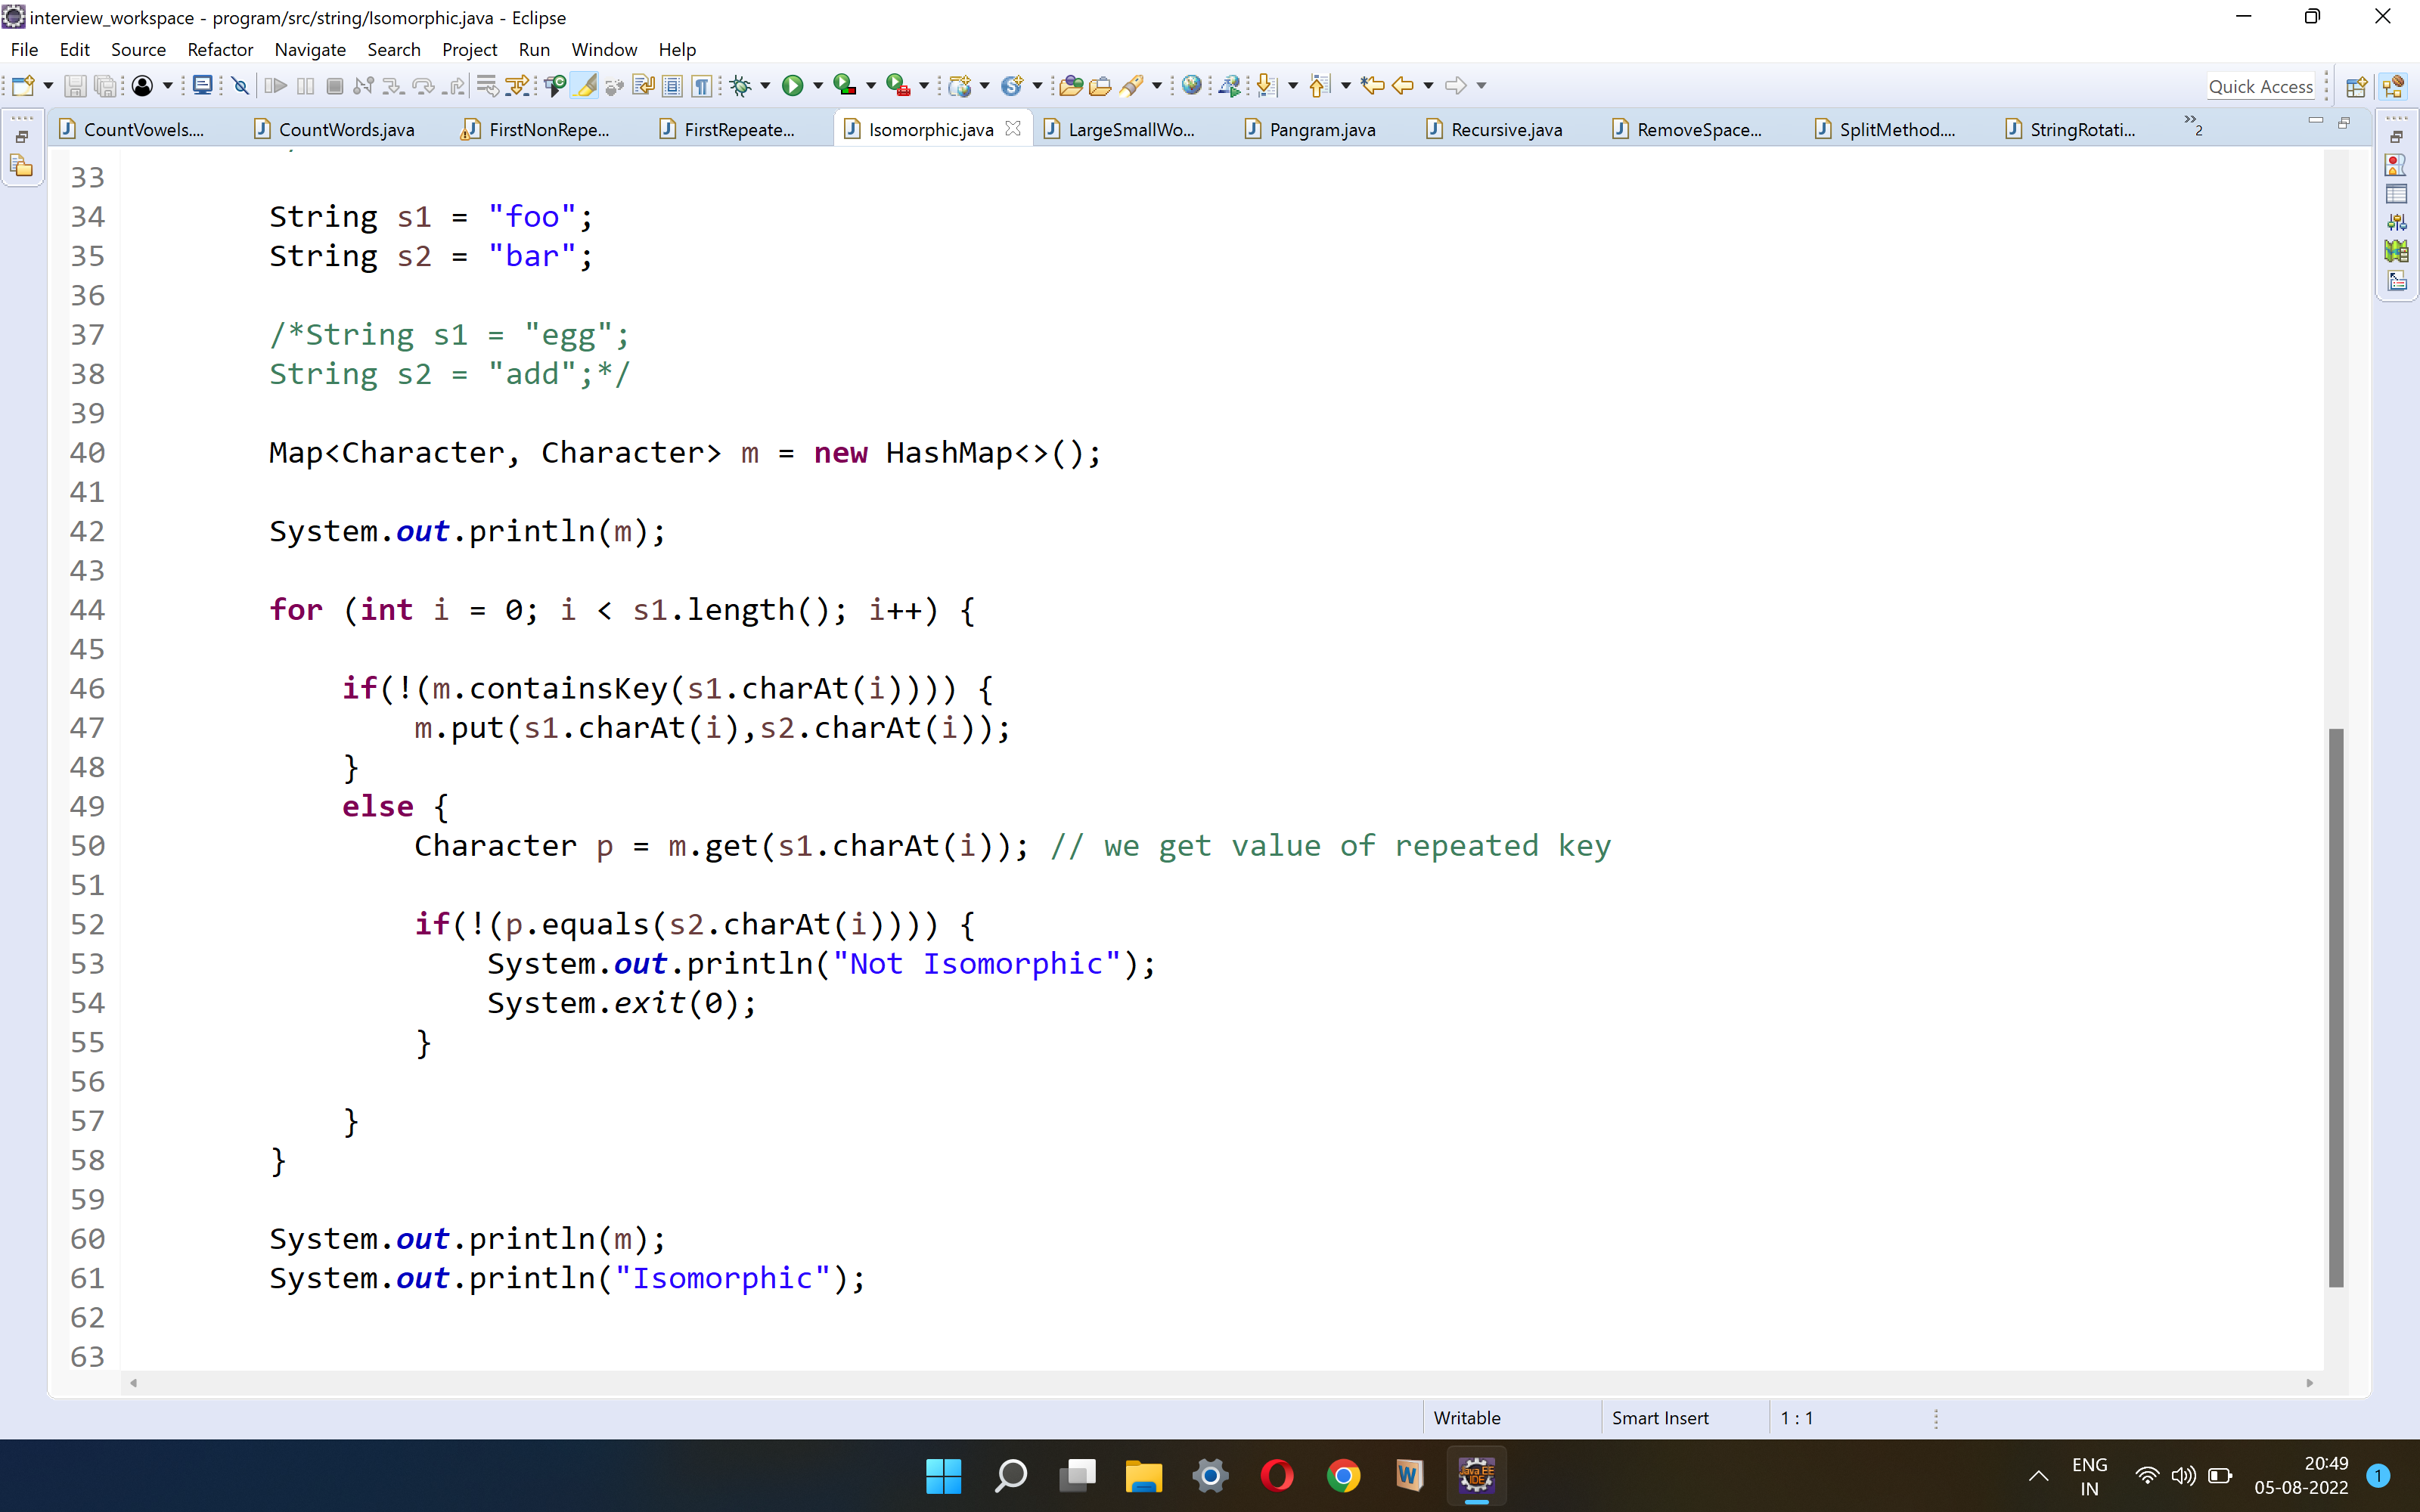 interview_workspace - program/src/string/Isomorphic.java - Eclipse
File Edit Source Refactor Navigate Search Project Run Window Help
Quick Access
CountVowels.... CountWords.java FirstNonRepe... FirstRepeate... Isomorphic.java LargeSmallWo... Pangram.java Recursive.java RemoveSpace... SplitMethod.... StringRotati... »2
33
34 String s1 = "foo";
35 String s2 = "bar";
36
37 /*String s1 = "egg";
38 String s2 = "add";*/
39
40 Map<Character, Character> m = new HashMap<>();
41
42 System.out.println(m);
43
44 for (int i = 0; i < s1.length(); i++) {
45
46 if(!(m.containsKey(s1.charAt(i)))) {
47 m.put(s1.charAt(i),s2.charAt(i));
48 }
49 else {
50 Character p = m.get(s1.charAt(i)); // we get value of repeated key
51
52 if(!(p.equals(s2.charAt(i)))) {
53 System.out.println("Not Isomorphic");
54 System.exit(0);
55 }
56
57 }
58 }
59
60 System.out.println(m);
61 System.out.println("Isomorphic");
62
63
Writable Smart Insert 1 : 1
Java EE
IDE
ENG
IN
20:49
05-08-2022
1